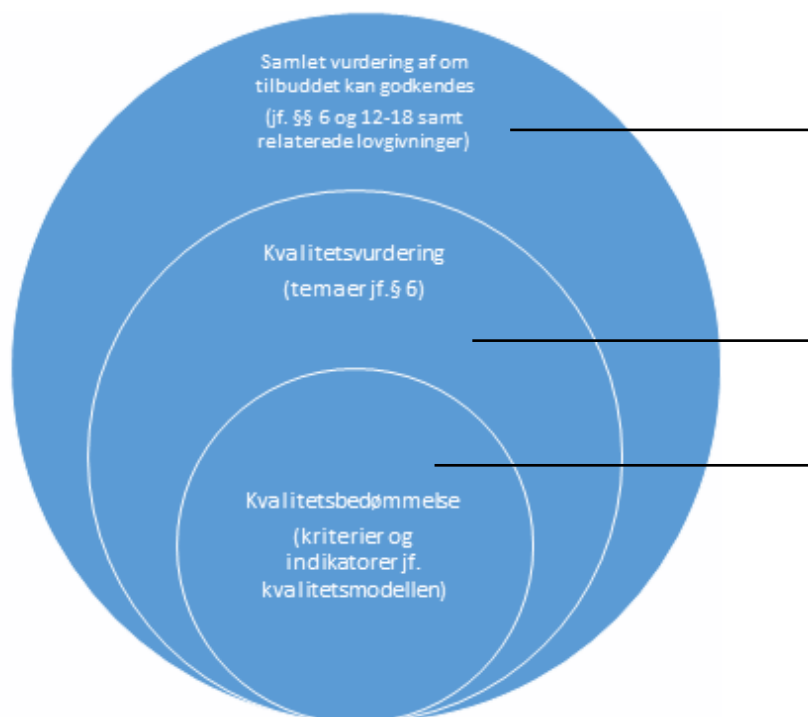 Samlet vurdering af om
tilbuddet kan godkendes
(jf. §§ 6 og 12-18 samt
relaterede lovgivninger)
Kvalitetsvurdering
(temaer jf. § 6)
Kvalitetsbedømmelse
(kriterier og
indikatorer jf.
kvalitetsmodellen)